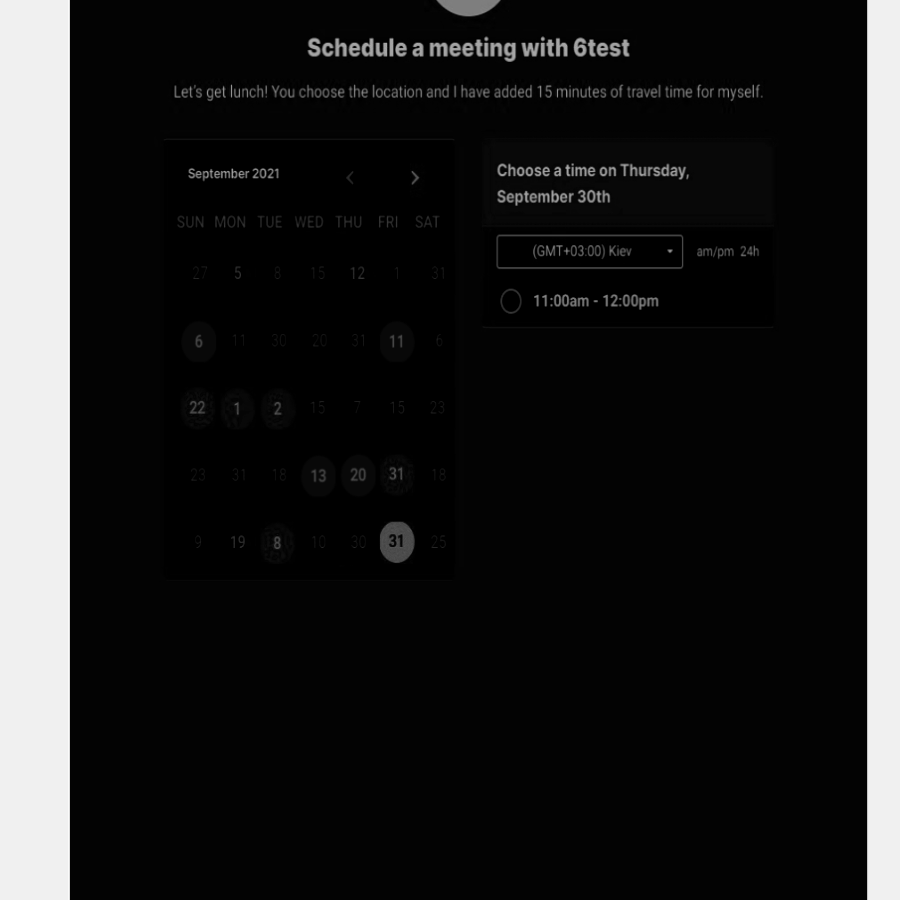 Schedule a meeting with 6test
Let's get lunch! You choose the location and I have added 15 minutes of travel time for myself.
September 2021
SUN MON TUE WED THU FRI SAT
27 5 8 15 12 1 31
6 11 30 20 31 11 6
22 1 2 15 7 15 23
23 31 18 13 20 31 18
9 19 8 10 30 31 25
Choose a time on Thursday,
September 30th
(GMT+03:00) Kiev am/pm 24h
11:00am - 12:00pm